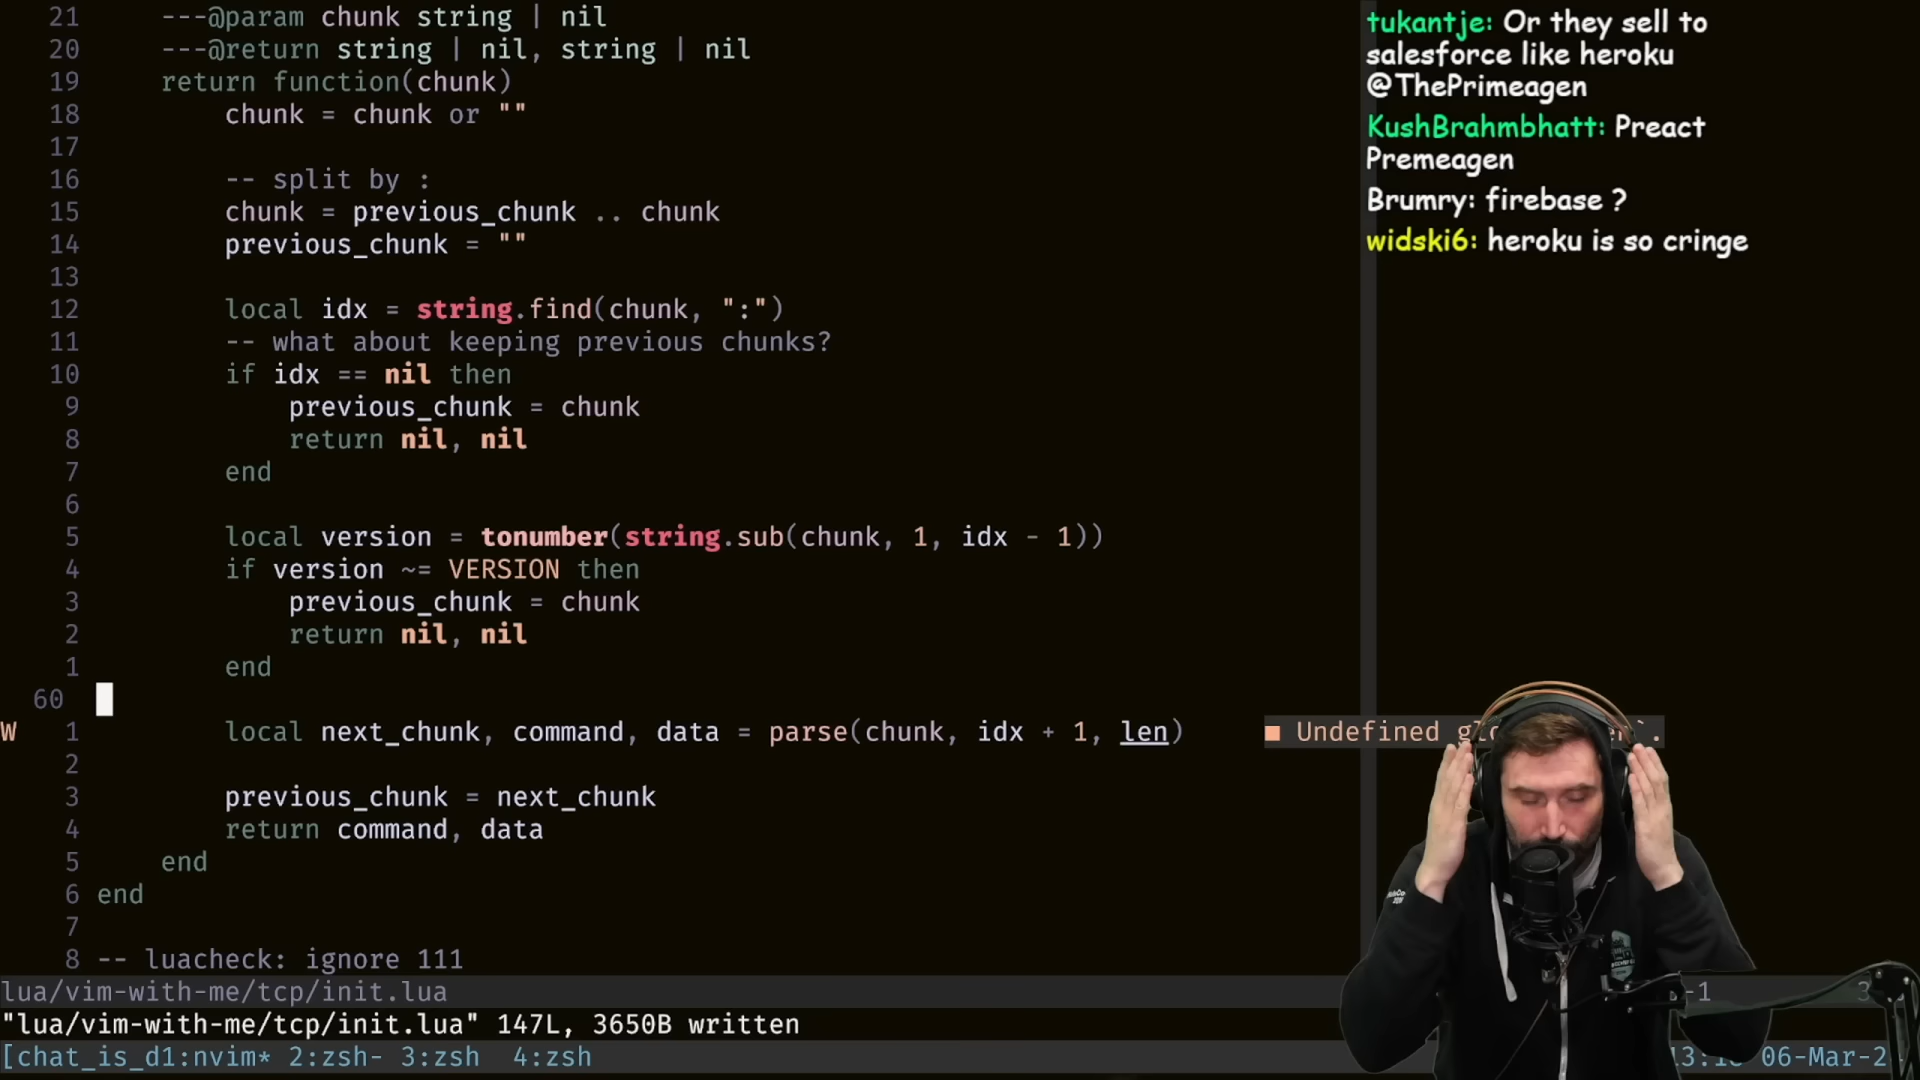 21 ---@param chunk string | nil
20 ---@return string | nil, string | nil
19 return function(chunk)
18 chunk = chunk or ""
17
16 -- split by :
15 chunk = previous_chunk .. chunk
14 previous_chunk = ""
13
12 local idx = string.find(chunk, ":")
11 -- what about keeping previous chunks?
10 if idx == nil then
9 previous_chunk = chunk
8 return nil, nil
7 end
6
5 local version = tonumber(string.sub(chunk, 1, idx - 1))
4 if version ~= VERSION then
3 previous_chunk = chunk
2 return nil, nil
1 end
60
W 1 local next_chunk, command, data = parse(chunk, idx + 1, len) ■ Undefined
2
3 previous_chunk = next_chunk
4 return command, data
5 end
6 end
7
8 -- luacheck: ignore 111
lua/vim-with-me/tcp/init.lua
"lua/vim-with-me/tcp/init.lua" 147L, 3650B written
[chat_is_d1:nvim* 2:zsh- 3:zsh 4:zsh 06-Mar-2
tukantje: Or they sell to
salesforce like heroku
@ThePrimeagen
KushBrahmbhatt: Preact
Premeagen
Brumry: firebase ?
widski6: heroku is so cringe